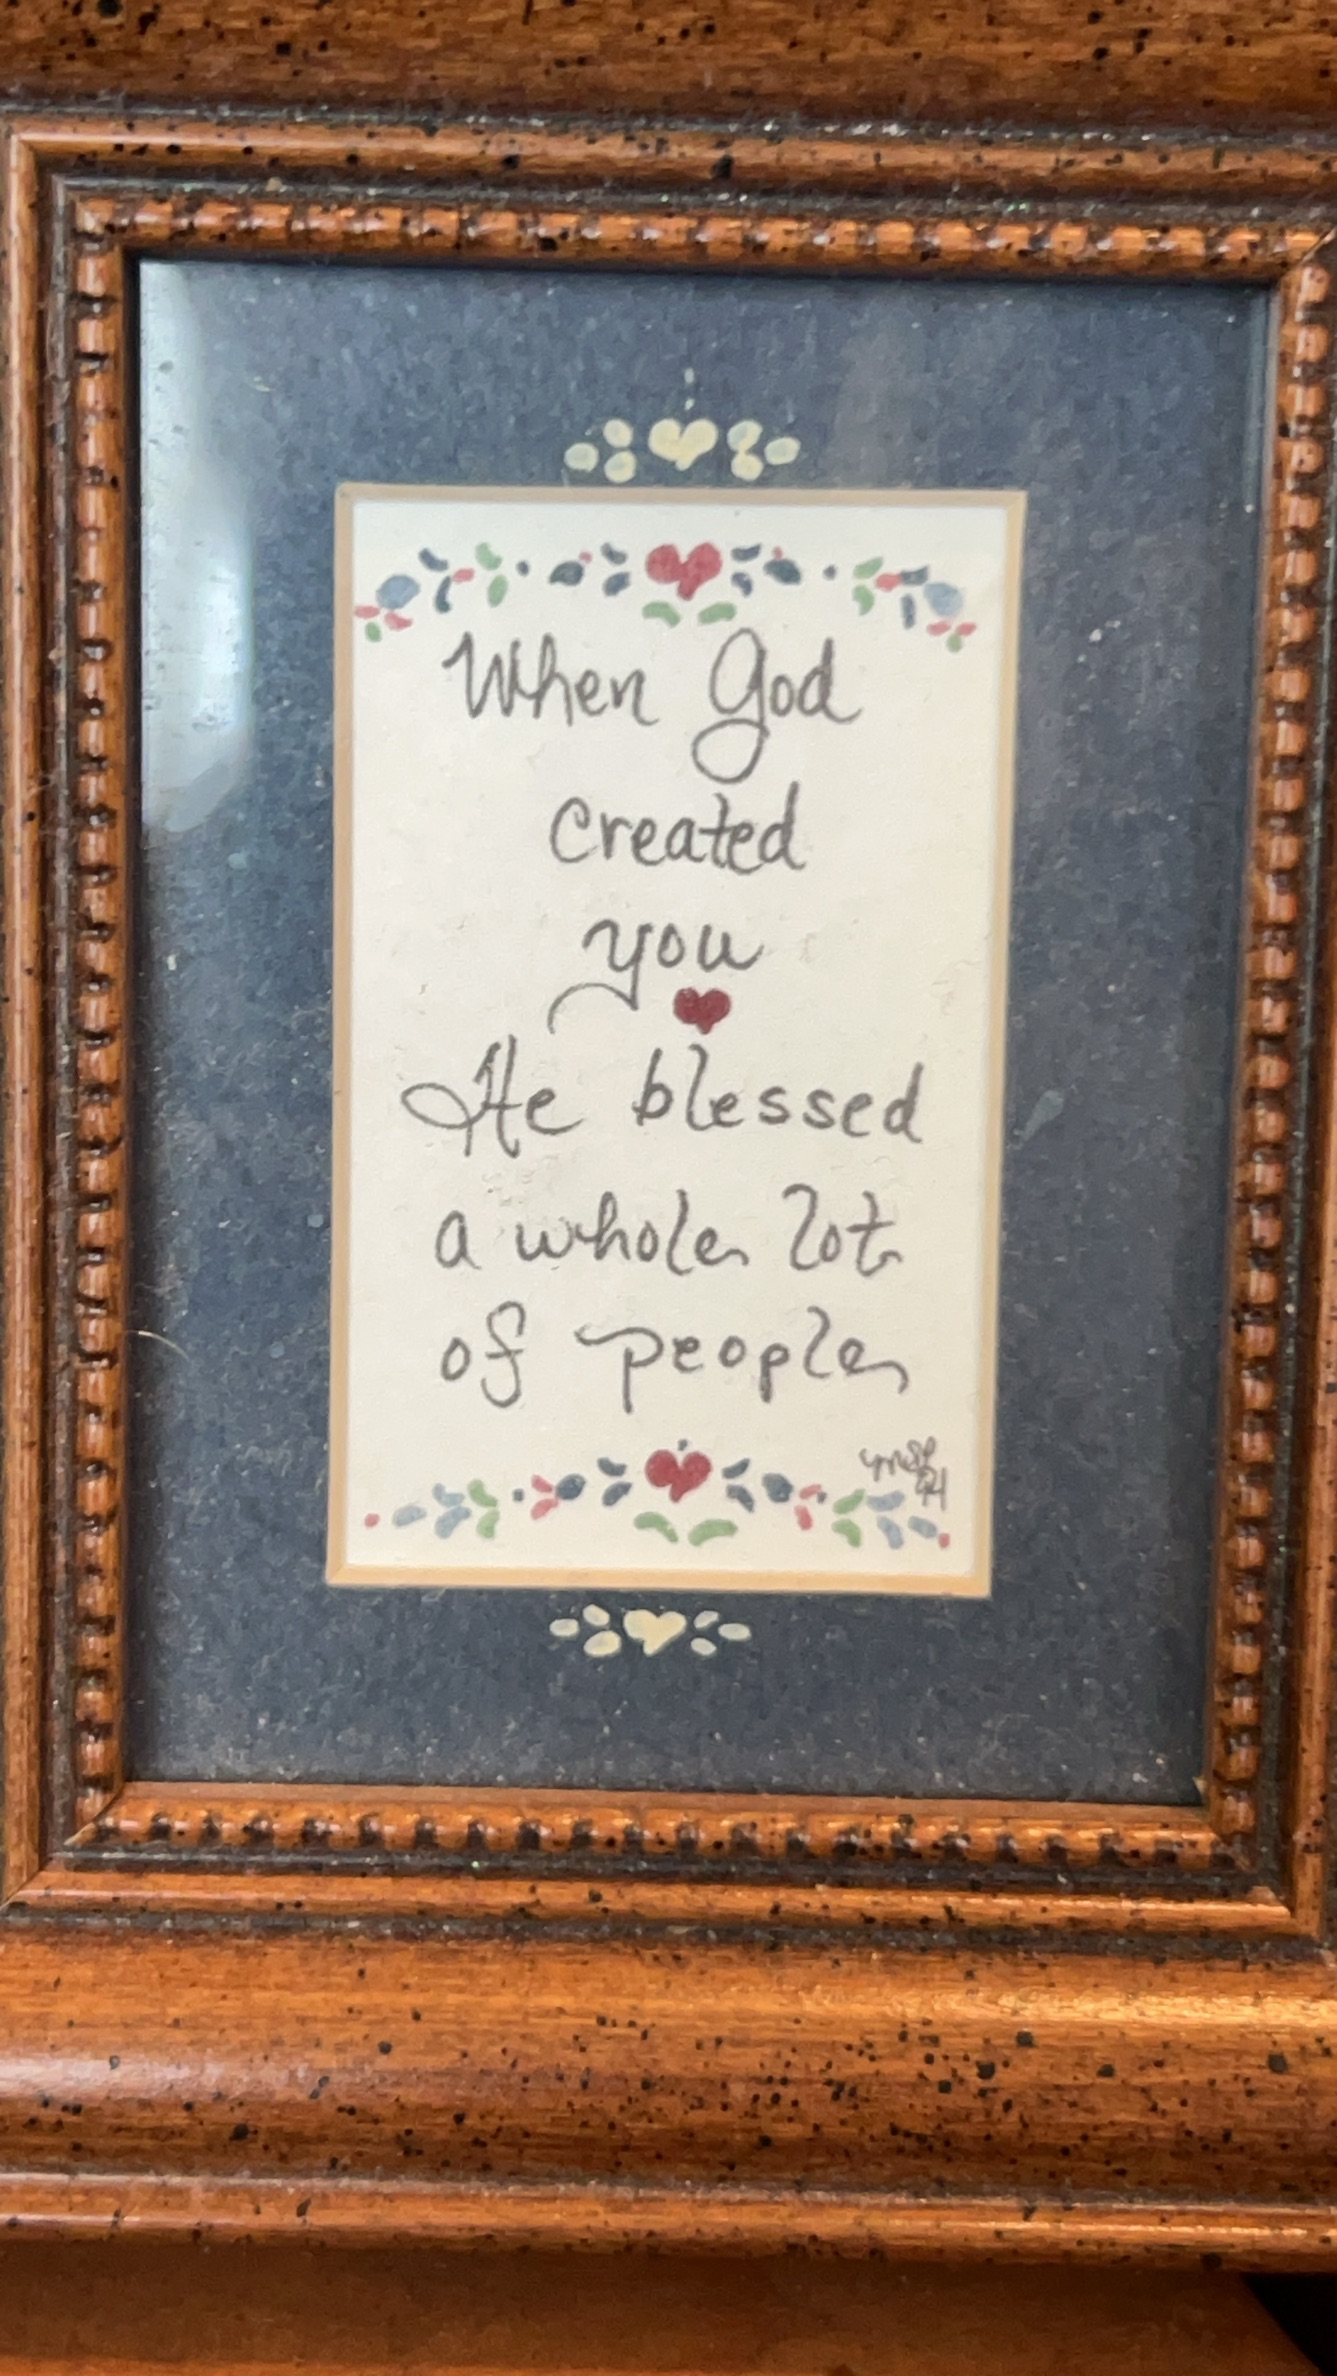 When God
created
you
He blessed
a whole lot
of people